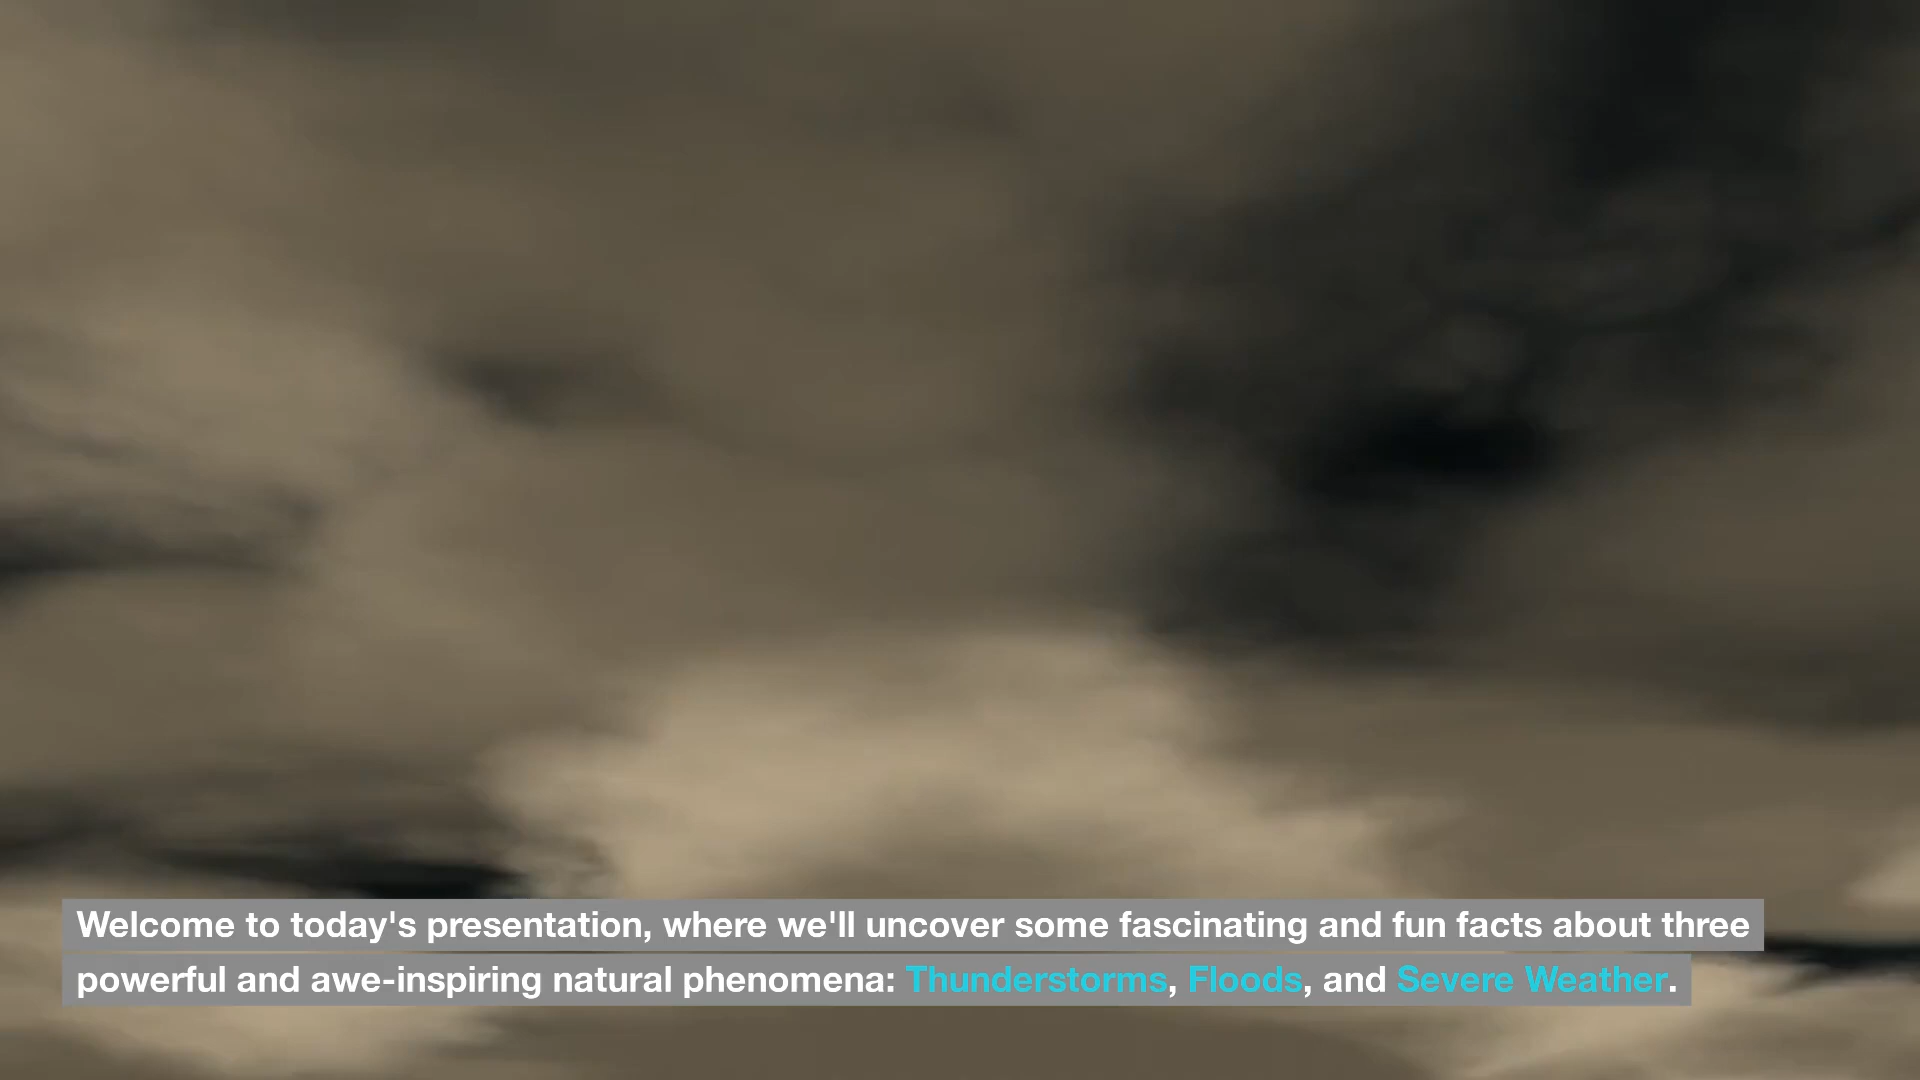 Welcome to today's presentation, where we'll uncover some fascinating and fun facts about three
powerful and awe-inspiring natural phenomena: Thunderstorms, Floods, and Severe Weather.